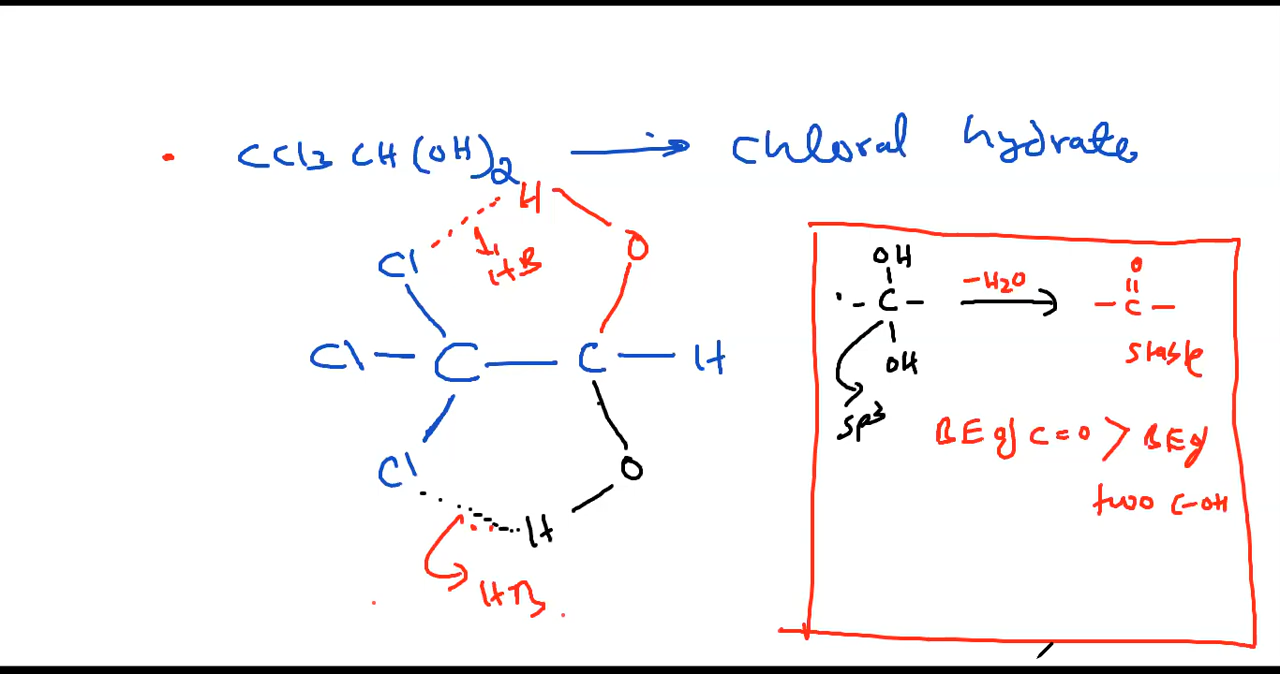 CCl3 CH(OH)2 → Chloral hydrate
H
O
HB
Cl
Cl - C - C - H
Cl
O
H
HB
OH
- C - -H2O → - C -
O
OH
stable
sp3
BE of C=O > BE of
two C-OH